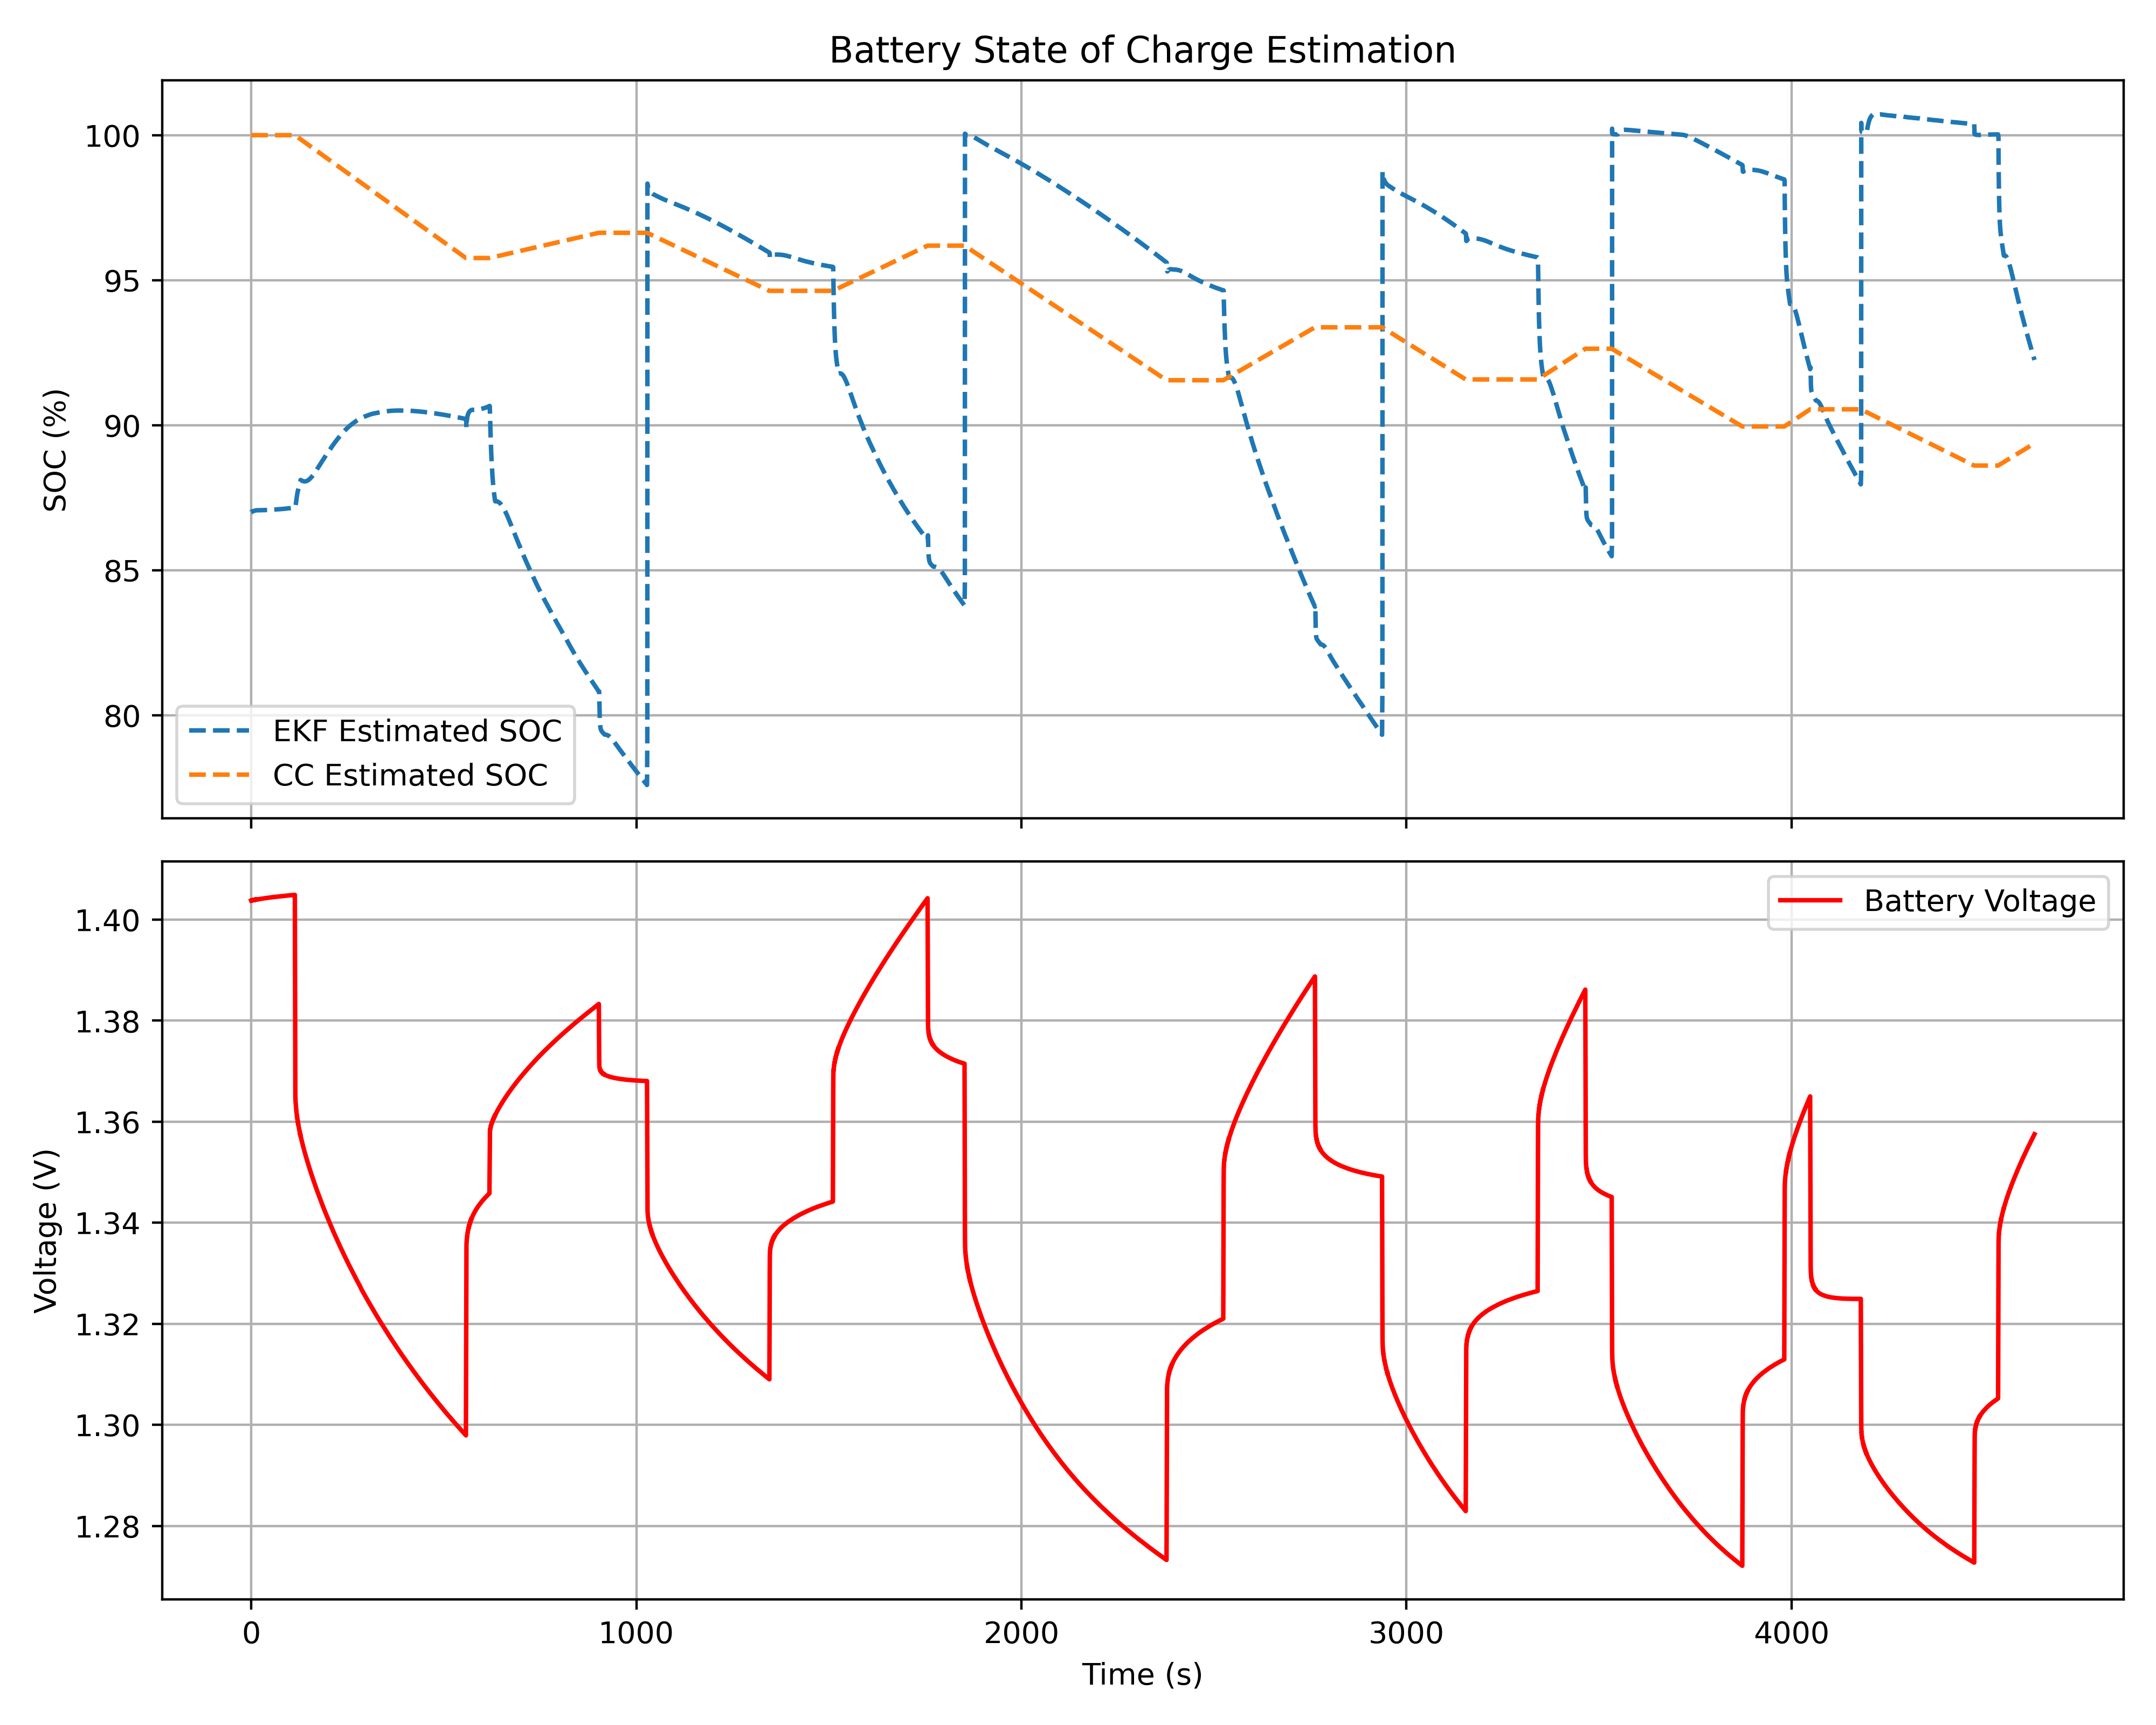 Battery State of Charge Estimation
100
95
90
85
80
SOC (%)
EKF Estimated SOC
CC Estimated SOC
1.40
1.38
1.36
1.34
1.32
1.30
1.28
Voltage (V)
Battery Voltage
0 1000 2000 3000 4000
Time (s)